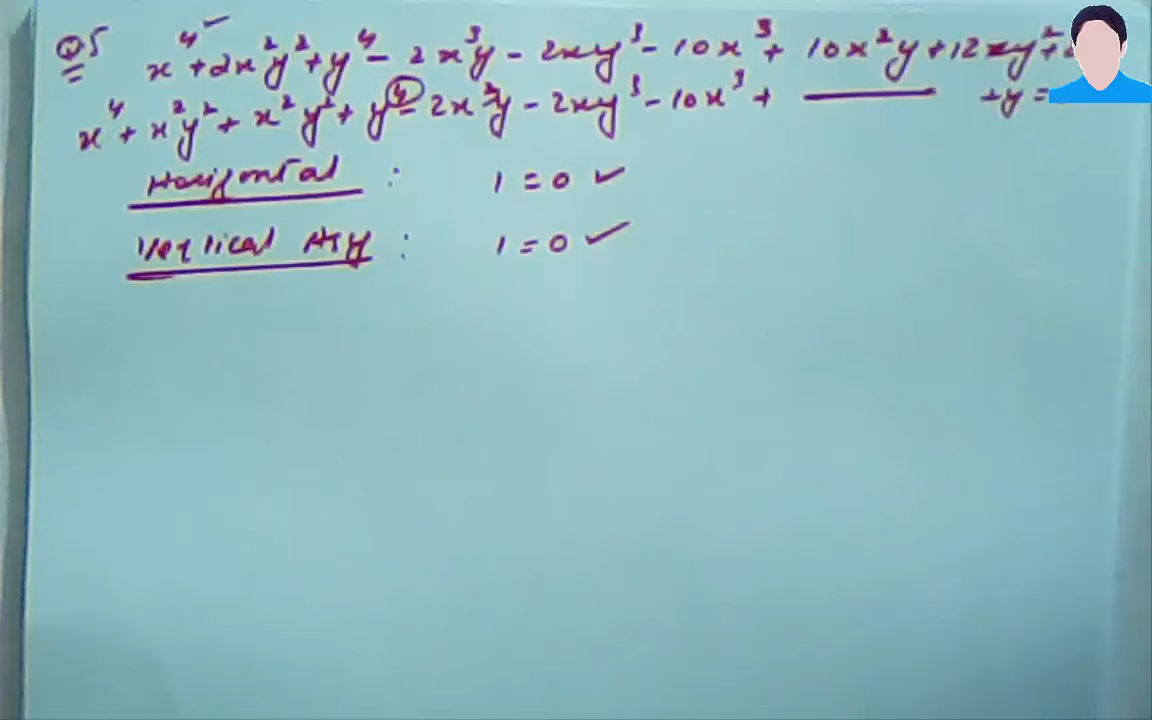 Q5 x⁴ + 2x²y² + y⁴ - 2x³y - 2xy³ - 10x³ + 10x²y + 12xy² +
x⁴ + x²y² + x²y² + y⁴ - 2x³y - 2xy³ - 10x³ + ——— + y =
Horizontal : 1 = 0 ✓
Vertical Asy : 1 = 0 ✓